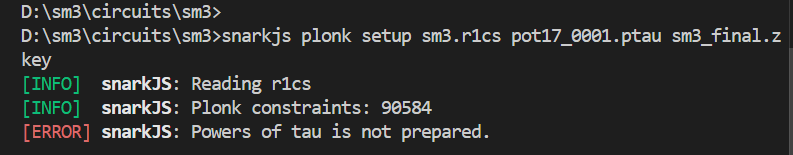 D:\sm3\circuits\sm3>
D:\sm3\circuits\sm3>snarkjs plonk setup sm3.r1cs pot17_0001.ptau sm3_final.z
key
[INFO]  snarkJS: Reading r1cs
[INFO]  snarkJS: Plonk constraints: 90584
[ERROR] snarkJS: Powers of tau is not prepared.